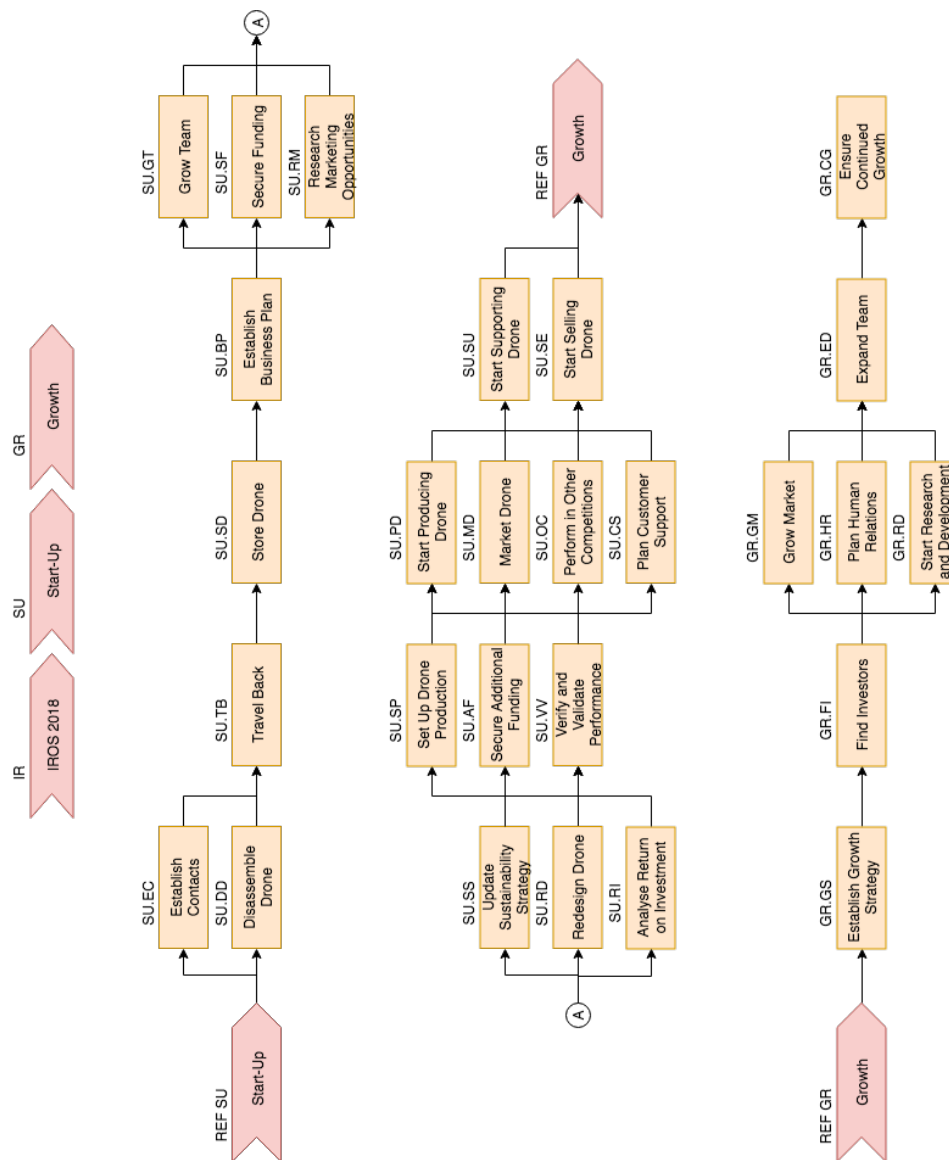 IR
IROS 2018
SU
Start-Up
GR
Growth
REF SU
Start-Up
SU.EC
Establish
Contacts
SU.DD
Disassemble
Drone
SU.TB
Travel Back
SU.SD
Store Drone
SU.BP
Establish
Business Plan
SU.GT
Grow Team
SU.SF
Secure Funding
SU.RM
Research
Marketing
Opportunities
A
A
SU.SS
Update
Sustainability
Strategy
SU.RD
Redesign Drone
SU.RI
Analyse Return
on Investment
SU.SP
Set Up Drone
Production
SU.AF
Secure Additional
Funding
SU.VV
Verify and
Validate
Performance
SU.PD
Start Producing
Drone
SU.MD
Market Drone
SU.OC
Perform in Other
Competitions
SU.CS
Plan Customer
Support
SU.SU
Start Supporting
Drone
SU.SE
Start Selling
Drone
REF GR
Growth
REF GR
Growth
GR.GS
Establish Growth
Strategy
GR.FI
Find Investors
GR.GM
Grow Market
GR.HR
Plan Human
Relations
GR.RD
Start Research
and Development
GR.ED
Expand Team
GR.CG
Ensure
Continued
Growth